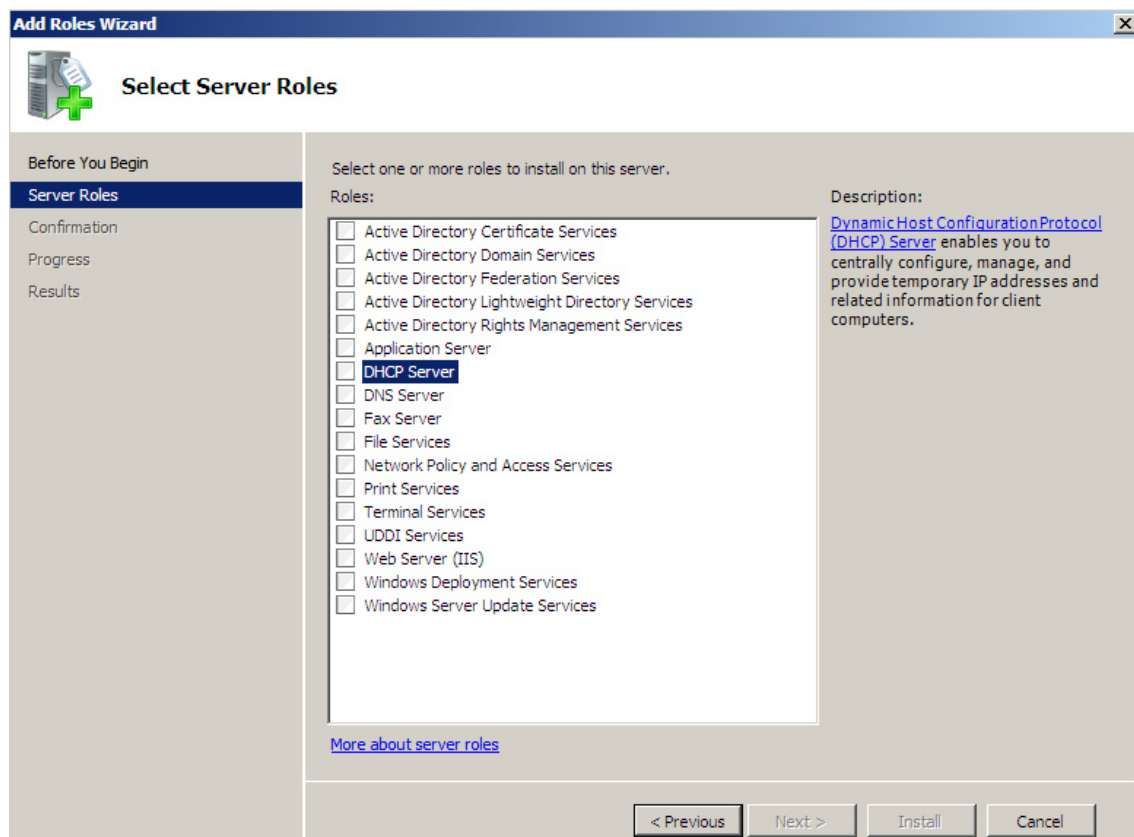 Add Roles Wizard
Select Server Roles
Before You Begin
Server Roles
Confirmation
Progress
Results
Select one or more roles to install on this server.
Roles:
Active Directory Certificate Services
Active Directory Domain Services
Active Directory Federation Services
Active Directory Lightweight Directory Services
Active Directory Rights Management Services
Application Server
DHCP Server
DNS Server
Fax Server
File Services
Network Policy and Access Services
Print Services
Terminal Services
UDDI Services
Web Server (IIS)
Windows Deployment Services
Windows Server Update Services
More about server roles
Description:
Dynamic Host Configuration Protocol
(DHCP) Server enables you to
centrally configure, manage, and
provide temporary IP addresses and
related information for client
computers.
< Previous
Next >
Install
Cancel